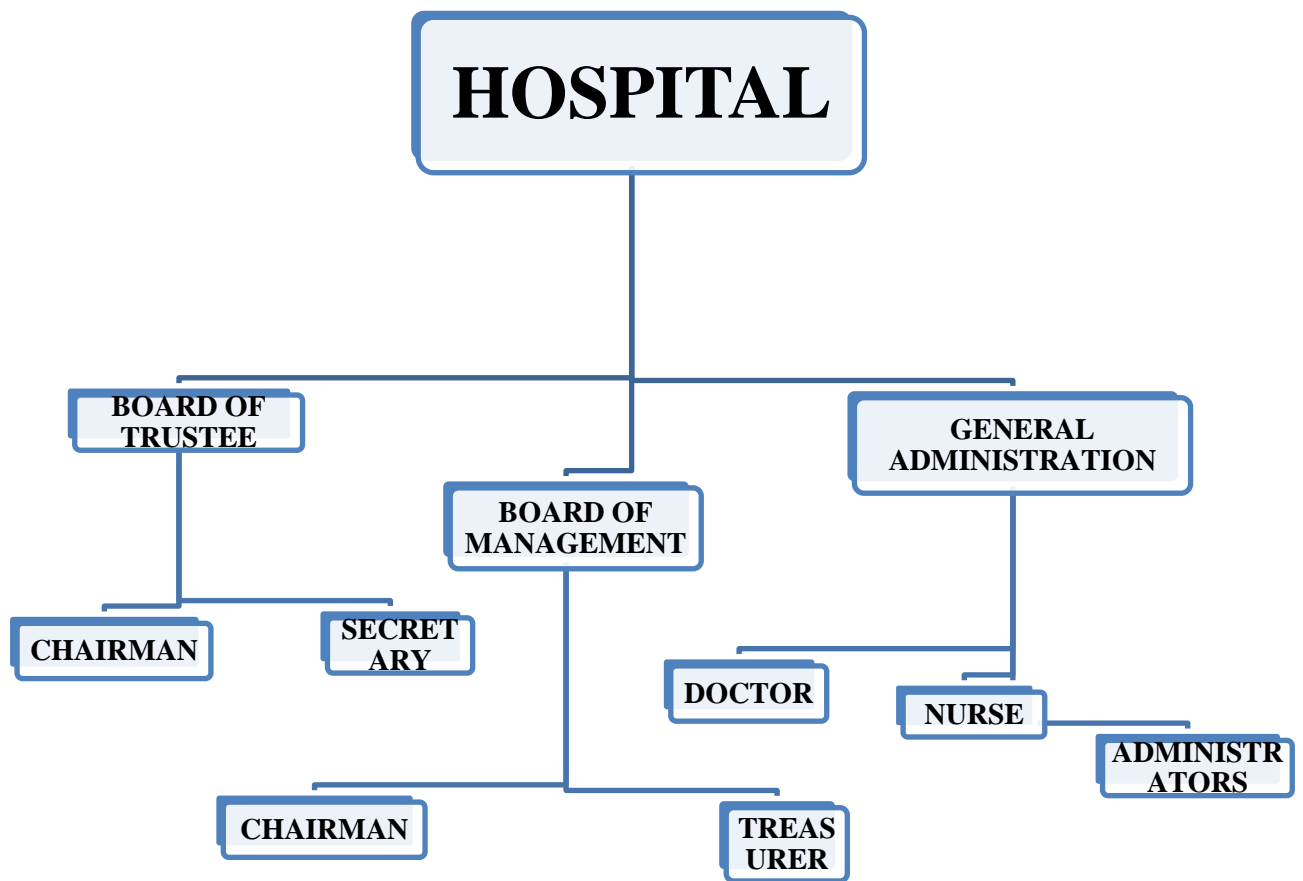 HOSPITAL
BOARD OF
TRUSTEE
GENERAL
ADMINISTRATION
BOARD OF
MANAGEMENT
CHAIRMAN
SECRET
ARY
DOCTOR
NURSE
ADMINISTR
ATORS
CHAIRMAN
TREAS
URER